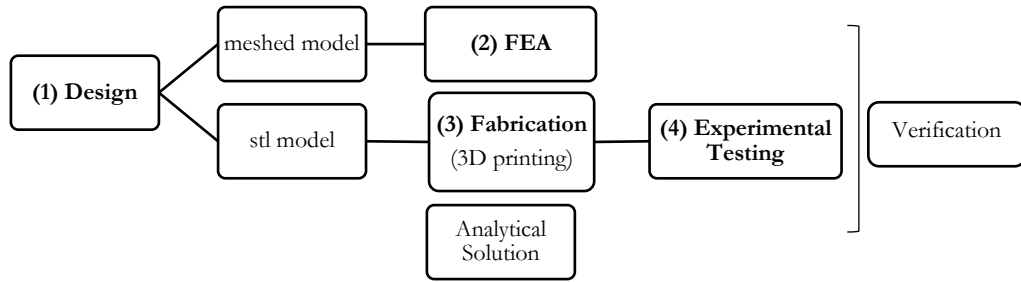 (1) Design
meshed model
(2) FEA
stl model
(3) Fabrication
(3D printing)
(4) Experimental
Testing
Analytical
Solution
Verification